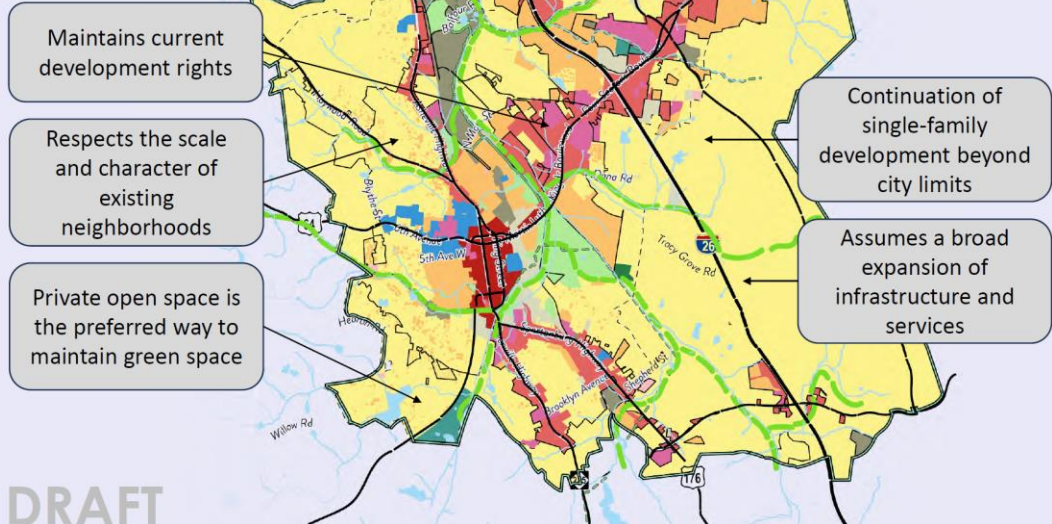 Maintains current
development rights
Respects the scale
and character of
existing
neighborhoods
Private open space is
the preferred way to
maintain green space
Continuation of
single-family
development beyond
city limits
Assumes a broad
expansion of
infrastructure and
services
Dana Rd
5th Ave W
26
Tracy Grove Rd
Brooklyn Avenue
Shepherd St
Willow Rd
176
DRAFT